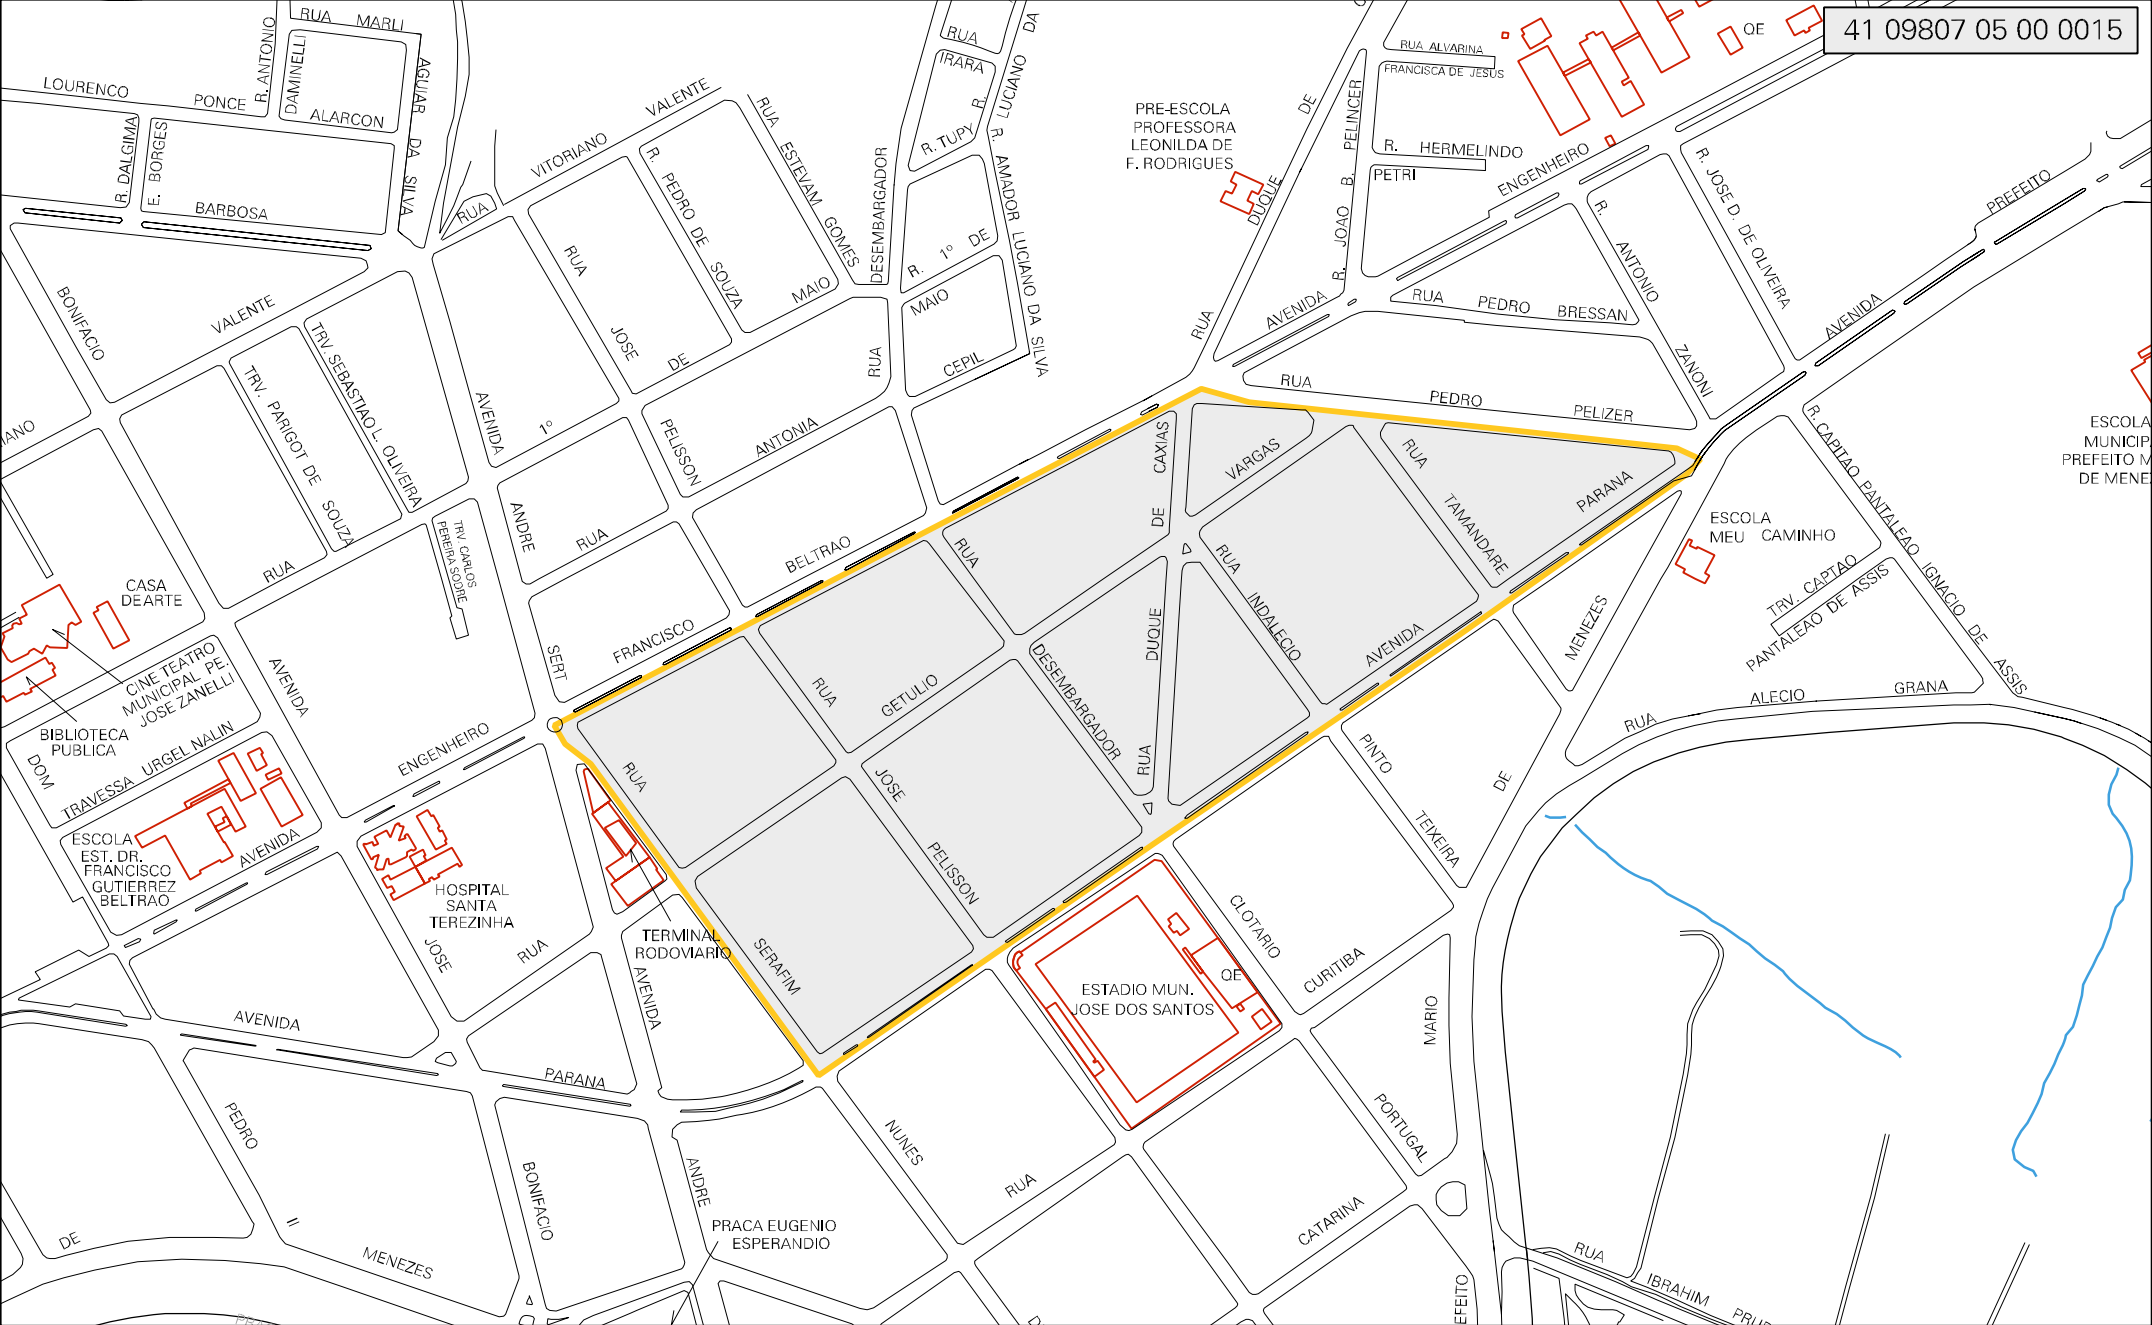 41 09807 05 00 0015
RUA MARLI
R. ANTONIO
DAMINELLI
LOURENCO PONCE ALARCON
AGUIAR DA SILVA
R. DALGIMA
E. BORGES
BARBOSA
RUA VITORIANO VALENTE
RUA ESTEVAM GOMES
R. PEDRO DE SOUZA
RUA JOSE
DESEMBARGADOR
RUA
IRARA
R. LUCIANO DA
R. TUPY
R. AMADOR LUCIANO DA SILVA
R. 1º DE
MAIO
CEPIL
PRE-ESCOLA
PROFESSORA
LEONILDA DE
F. RODRIGUES
RUA DUQUE DE
R. JOAO B. PELINCER
RUA ALVARINA
FRANCISCA DE JESUS
R. HERMELINDO
PETRI
AVENIDA ENGENHEIRO
QE
R. JOSE D. DE OLIVEIRA
R. ANTONIO ZANONI
RUA PEDRO BRESSAN
AVENIDA PREFEITO
BONIFACIO
VALENTE
TRV. SEBASTIAO L. OLIVEIRA
TRV. PARIGOT DE SOUZA
AVENIDA ANDRE SERT
1º DE MAIO
PELISSON
RUA ANTONIA
RUA
RUA PEDRO PELIZER
IANO
RUA
TRV. CARLOS
PEREIRA SODRE
CASA
DE ARTE
CINE TEATRO
MUNICIPAL PE.
JOSE ZANELLI
BIBLIOTECA
PUBLICA
DOM
TRAVESSA URGEL NALIN
AVENIDA
ENGENHEIRO
FRANCISCO
BELTRAO
RUA
DUQUE
DE
CAXIAS
VARGAS
RUA TAMANDARE
PARANA
RUA INDALECIO
AVENIDA
RUA
DESEMBARGADOR
RUA
GETULIO
JOSE
PELISSON
RUA
SERAFIM
ESCOLA
MUNICIP
PREFEITO M
DE MENE
ESCOLA
MEU CAMINHO
R. CAPITAO PANTALEAO IGNACIO DE ASSIS
TRV. CAPTAO
PANTALEAO DE ASSIS
MENEZES
DE
RUA ALECIO GRANA
PINTO
TEIXEIRA
ESCOLA
EST. DR.
FRANCISCO
GUTIERREZ
BELTRAO
AVENIDA
HOSPITAL
SANTA
TEREZINHA
JOSE
RUA
TERMINAL
RODOVIARIO
AVENIDA
ESTADIO MUN.
JOSE DOS SANTOS
QE
CLOTARIO
CURITIBA
MARIO
PORTUGAL
AVENIDA
PARANA
PEDRO
II
DE
MENEZES
BONIFACIO
ANDRE
PRACA EUGENIO
ESPERANDIO
NUNES
RUA
CATARINA
EFEITO
RUA IBRAHIM PRU